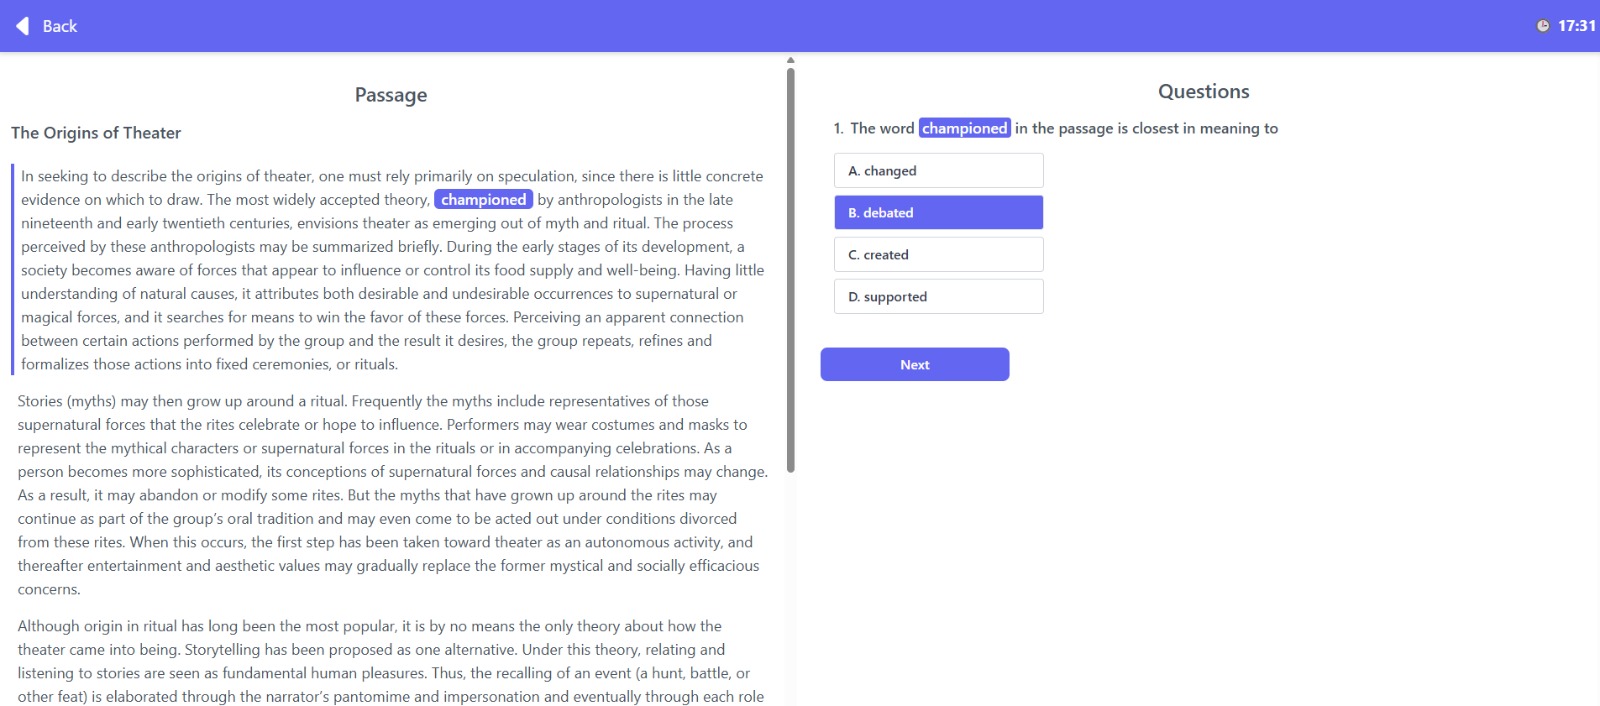 Back
17:31
Passage
The Origins of Theater
In seeking to describe the origins of theater, one must rely primarily on speculation, since there is little concrete
evidence on which to draw. The most widely accepted theory, championed by anthropologists in the late
nineteenth and early twentieth centuries, envisions theater as emerging out of myth and ritual. The process
perceived by these anthropologists may be summarized briefly. During the early stages of its development, a
society becomes aware of forces that appear to influence or control its food supply and well-being. Having little
understanding of natural causes, it attributes both desirable and undesirable occurrences to supernatural or
magical forces, and it searches for means to win the favor of these forces. Perceiving an apparent connection
between certain actions performed by the group and the result it desires, the group repeats, refines and
formalizes those actions into fixed ceremonies, or rituals.
Stories (myths) may then grow up around a ritual. Frequently the myths include representatives of those
supernatural forces that the rites celebrate or hope to influence. Performers may wear costumes and masks to
represent the mythical characters or supernatural forces in the rituals or in accompanying celebrations. As a
person becomes more sophisticated, its conceptions of supernatural forces and causal relationships may change.
As a result, it may abandon or modify some rites. But the myths that have grown up around the rites may
continue as part of the group's oral tradition and may even come to be acted out under conditions divorced
from these rites. When this occurs, the first step has been taken toward theater as an autonomous activity, and
thereafter entertainment and aesthetic values may gradually replace the former mystical and socially efficacious
concerns.
Although origin in ritual has long been the most popular, it is by no means the only theory about how the
theater came into being. Storytelling has been proposed as one alternative. Under this theory, relating and
listening to stories are seen as fundamental human pleasures. Thus, the recalling of an event (a hunt, battle, or
other feat) is elaborated through the narrator's pantomime and impersonation and eventually through each role
Questions
1. The word championed in the passage is closest in meaning to
A. changed
B. debated
C. created
D. supported
Next